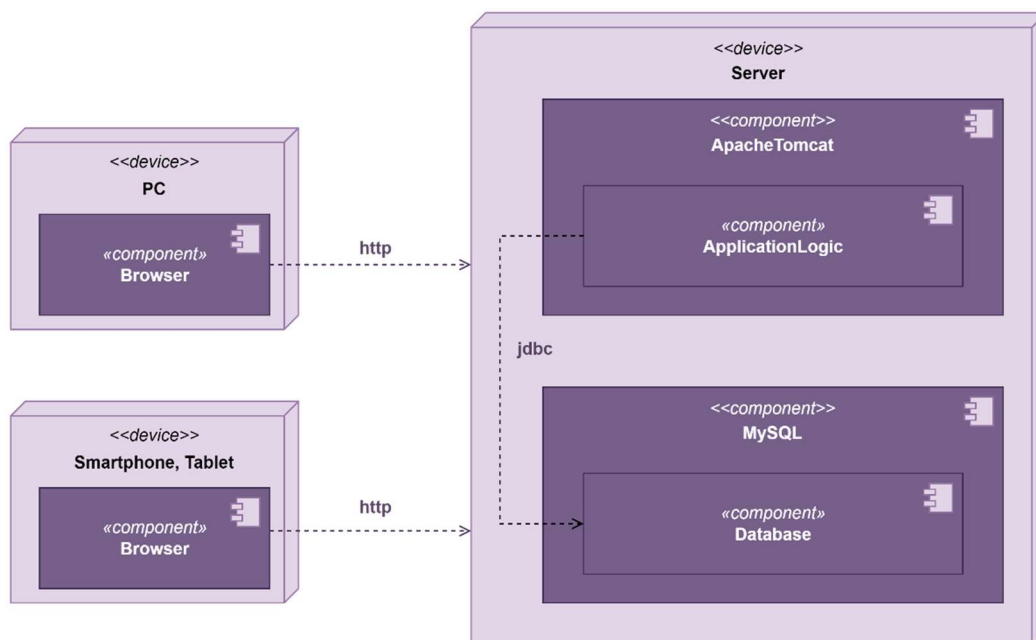 <<device>>
PC
«component»
Browser
http
<<device>>
Smartphone, Tablet
«component»
Browser
http
<<device>>
Server
<<component>>
ApacheTomcat
«component»
ApplicationLogic
jdbc
<<component>>
MySQL
«component»
Database